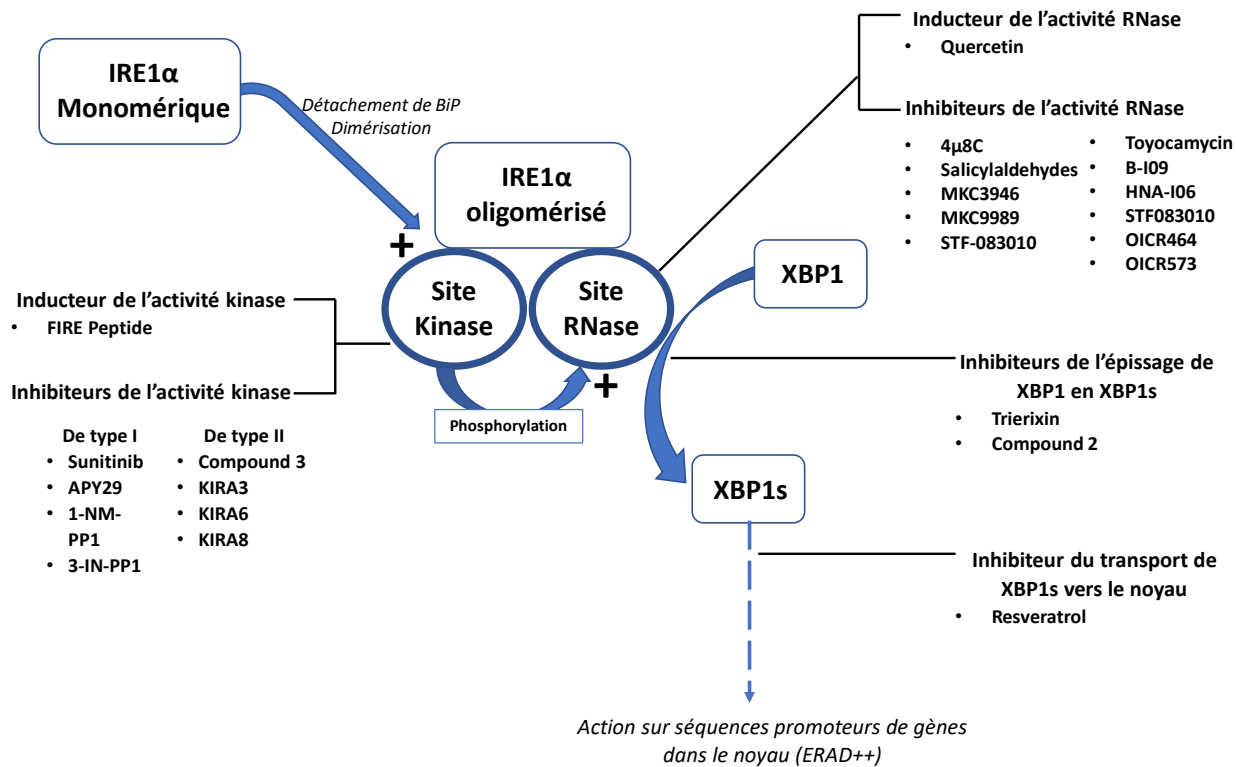 IRE1α
Monomérique
Détachement de BiP
Dimérisation
IRE1α
oligomérisé
+
Site
Kinase
Site
RNase
+
Phosphorylation
XBP1
XBP1s
Action sur séquences promoteurs de gènes
dans le noyau (ERAD++)
Inducteur de l’activité RNase
• Quercetin
Inhibiteurs de l’activité RNase
• 4µ8C
• Salicylaldehydes
• MKC3946
• MKC9989
• STF-083010
• Toyocamycin
• B-I09
• HNA-I06
• STF083010
• OICR464
• OICR573
Inducteur de l’activité kinase
• FIRE Peptide
Inhibiteurs de l’activité kinase
De type I
• Sunitinib
• APY29
• 1-NM-
PP1
• 3-IN-PP1
De type II
• Compound 3
• KIRA3
• KIRA6
• KIRA8
Inhibiteurs de l’épissage de
XBP1 en XBP1s
• Trierixin
• Compound 2
Inhibiteur du transport de
XBP1s vers le noyau
• Resveratrol